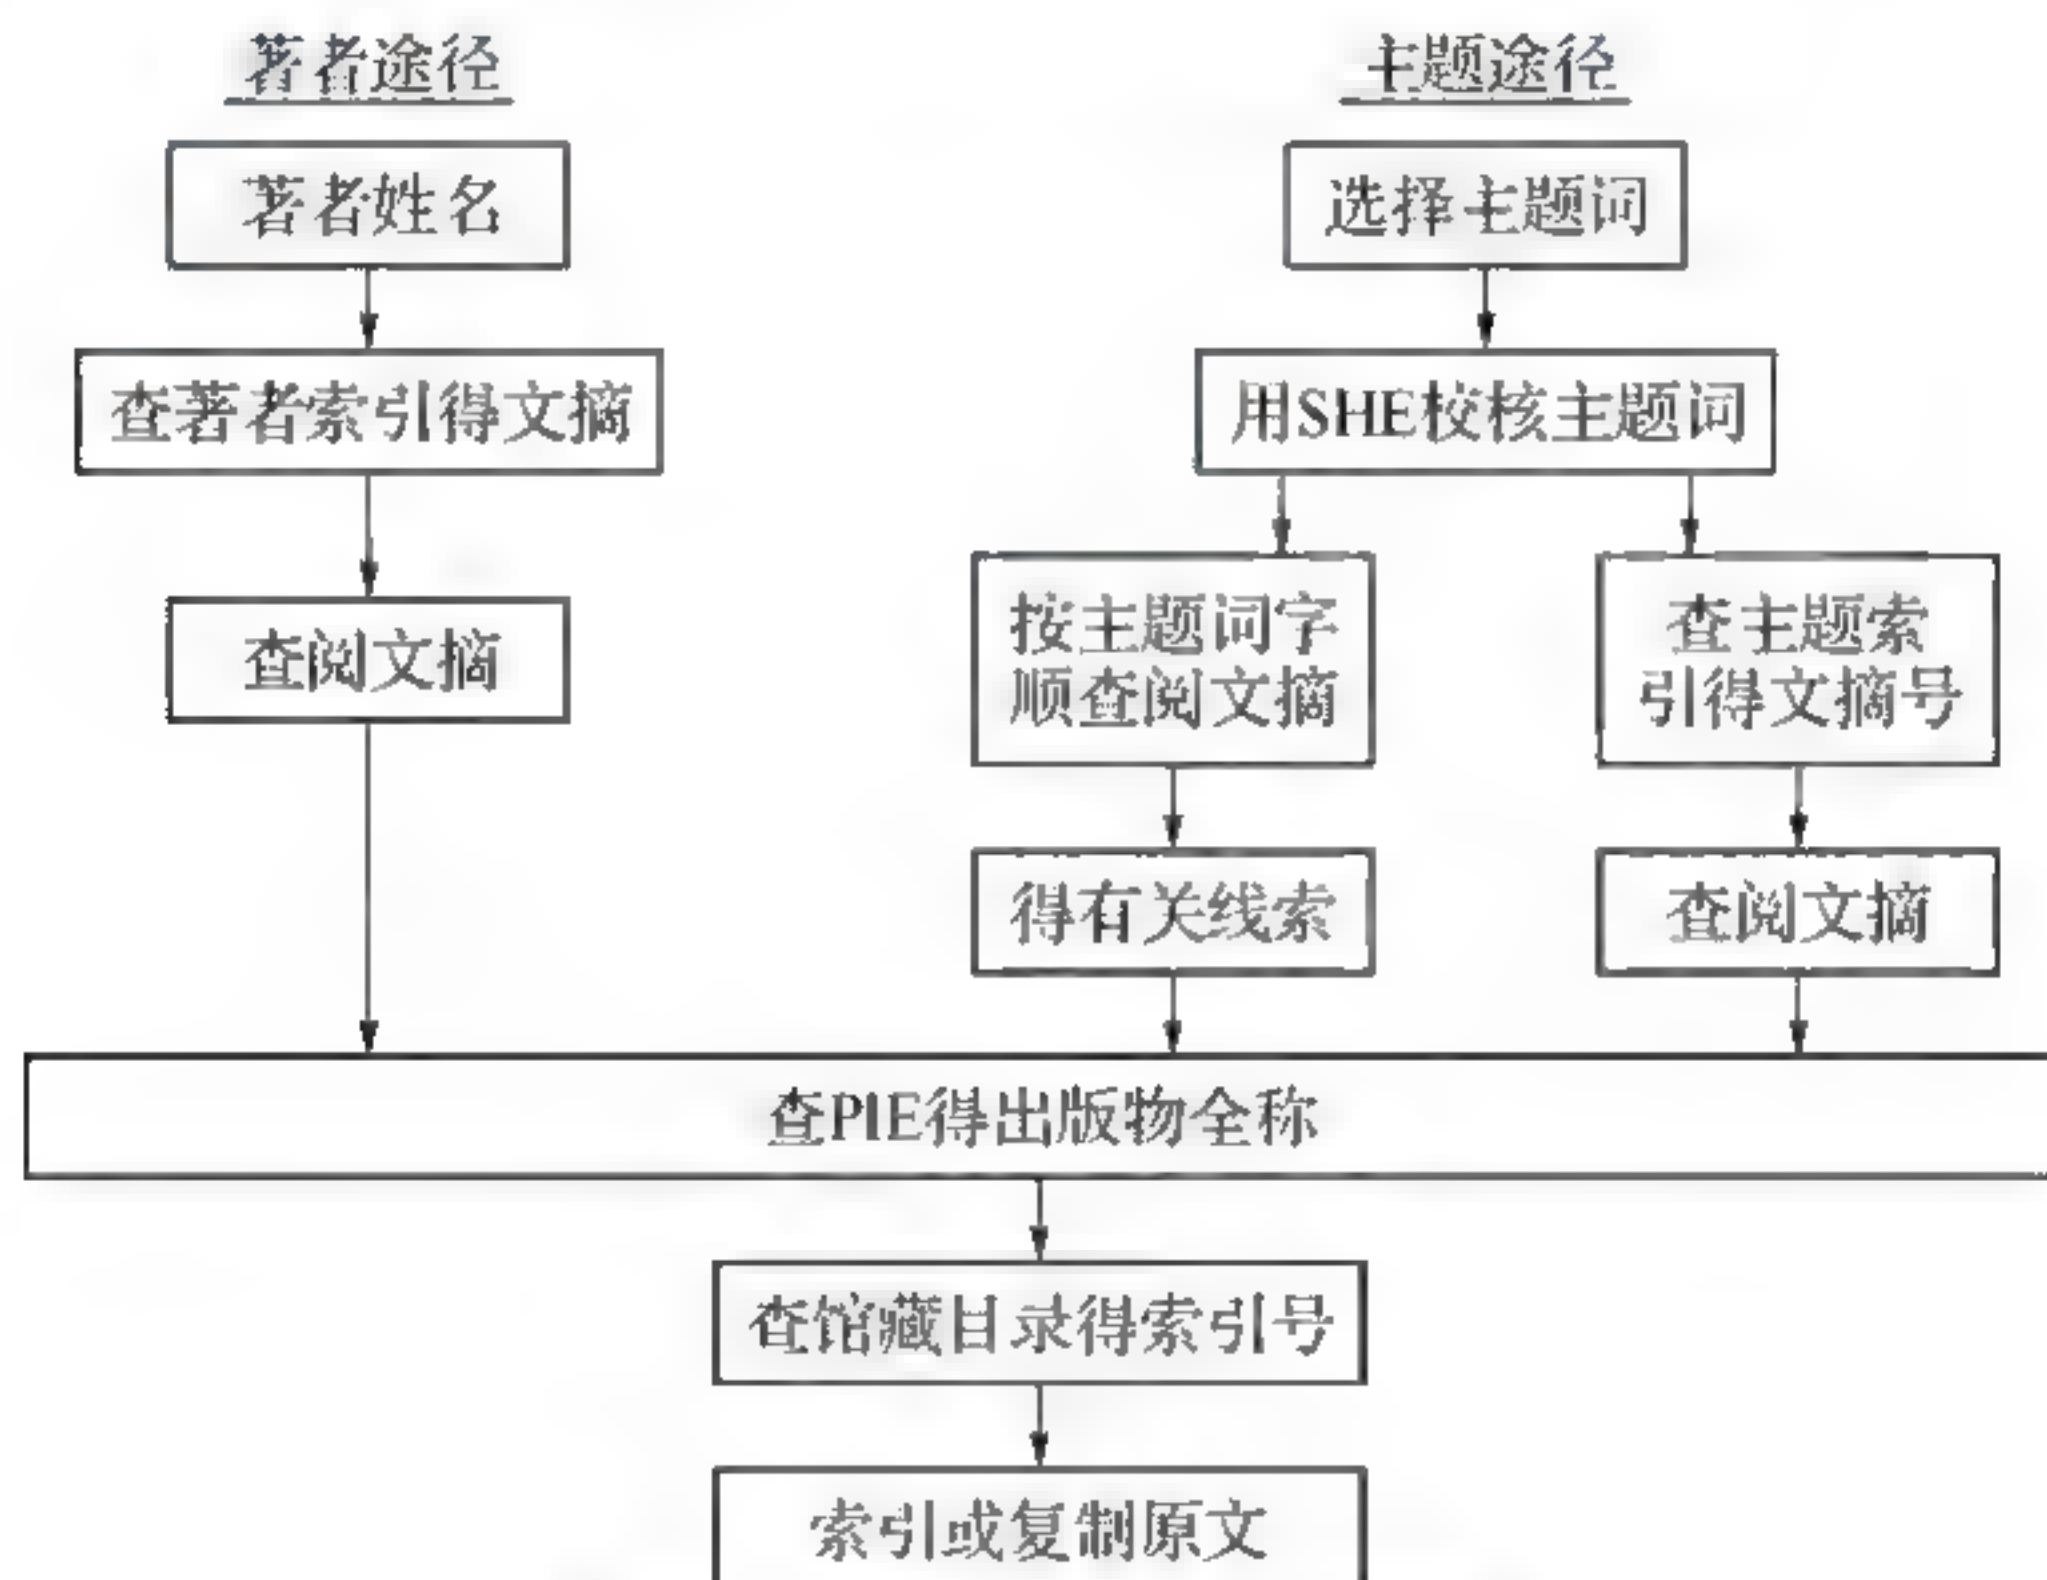 著者途径
主题途径
著者姓名
选择主题词
查著者索引得文摘
用SHE校核主题词
查阅文摘
按主题词字
顺查阅文摘
查主题索
引得文摘号
得有关线索
查阅文摘
查PIE得出版物全称
查馆藏目录得索引号
索引或复制原文